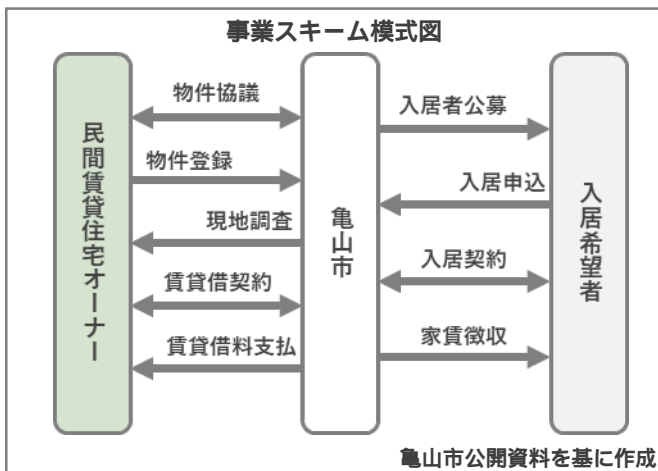 事業スキーム模式図
民間賃貸住宅オーナー
物件協議
物件登録
現地調査
賃貸借契約
賃貸借料支払
亀山市
入居者公募
入居申込
入居契約
家賃徴収
入居希望者
亀山市公開資料を基に作成